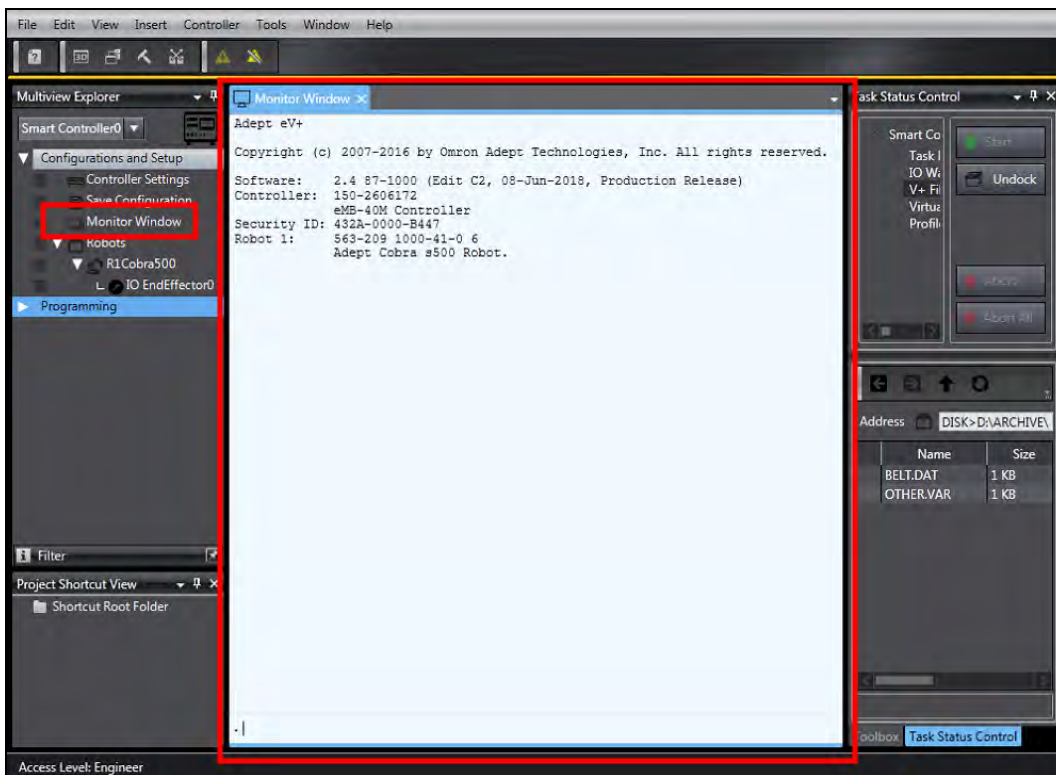 File Edit View Insert Controller Tools Window Help
3D
Multiview Explorer
Smart Controller0
Configurations and Setup
Controller Settings
Save Configuration
Monitor Window
Robots
R1Cobra500
IO EndEffector0
Programming
Filter
Project Shortcut View
Shortcut Root Folder
Monitor Window
Adept eV+
Copyright (c) 2007-2016 by Omron Adept Technologies, Inc. All rights reserved.
Software: 2.4 87-1000 (Edit C2, 08-Jun-2018, Production Release)
Controller: 150-2606172
eMB-40M Controller
Security ID: 432A-0000-B447
Robot 1: 563-209 1000-41-0 6
Adept Cobra s500 Robot.
.
Task Status Control
Smart Co
Task I
IO Wa
V+ Fil
Virtua
Profil
Start
Undock
Abort
Abort All
Address DISK>D:\ARCHIVE\
Name Size
BELT.DAT 1 KB
OTHER.VAR 1 KB
Toolbox Task Status Control
Access Level: Engineer